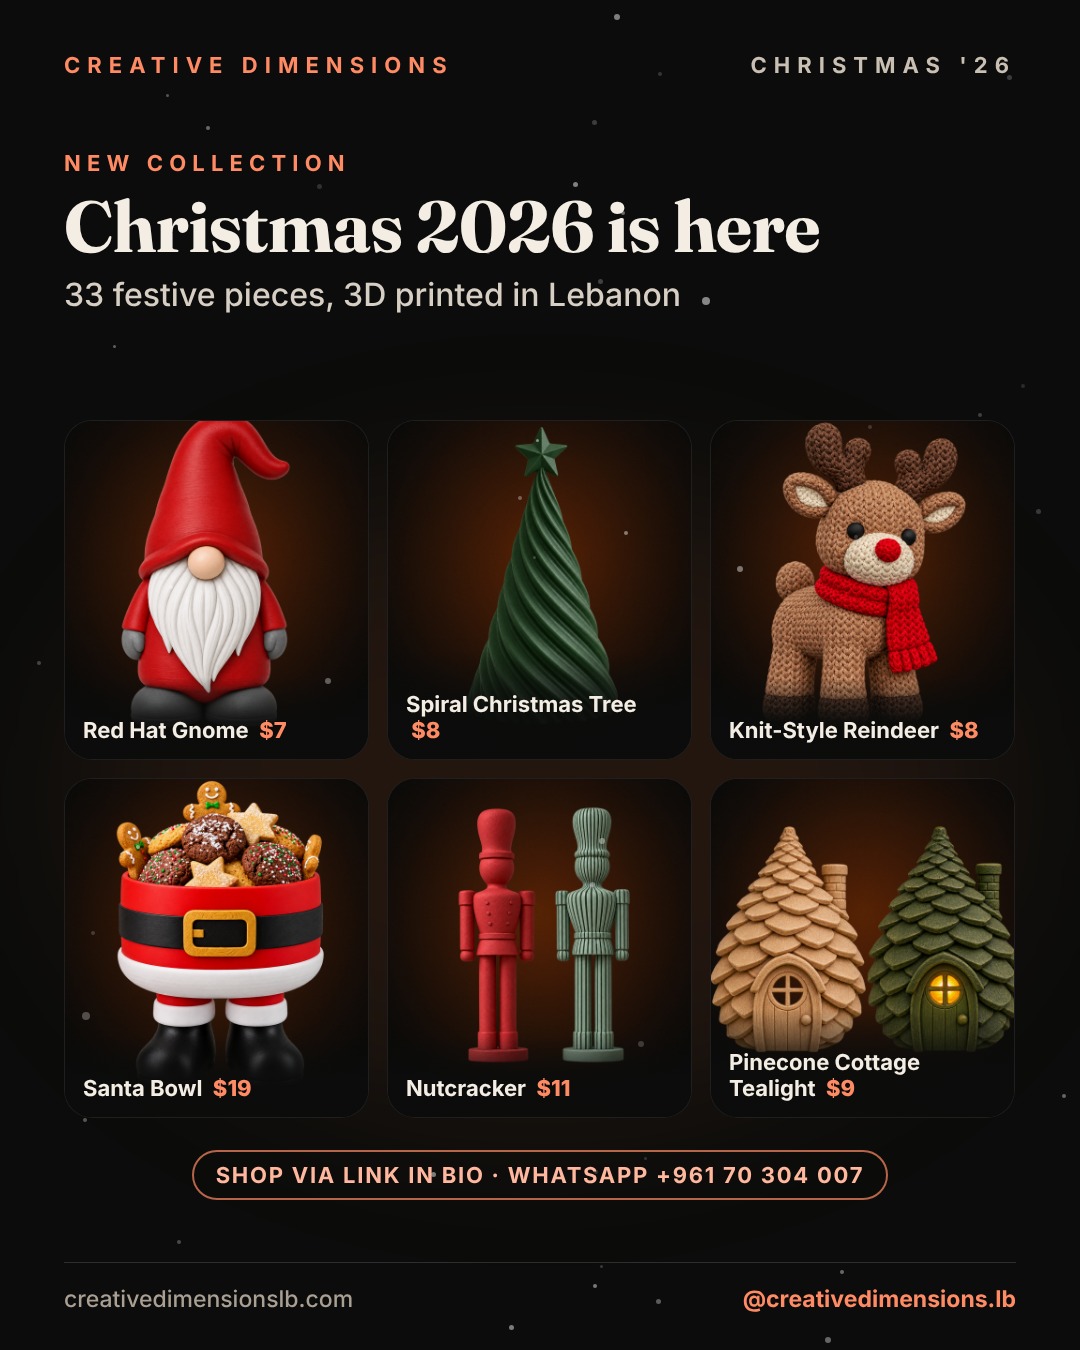 CREATIVE DIMENSIONS
CHRISTMAS '26
NEW COLLECTION
Christmas 2026 is here
33 festive pieces, 3D printed in Lebanon
Red Hat Gnome $7
Spiral Christmas Tree
$8
Knit-Style Reindeer $8
Santa Bowl $19
Nutcracker $11
Pinecone Cottage
Tealight $9
SHOP VIA LINK IN BIO · WHATSAPP +961 70 304 007
creativedimensionslb.com
@creativedimensions.lb